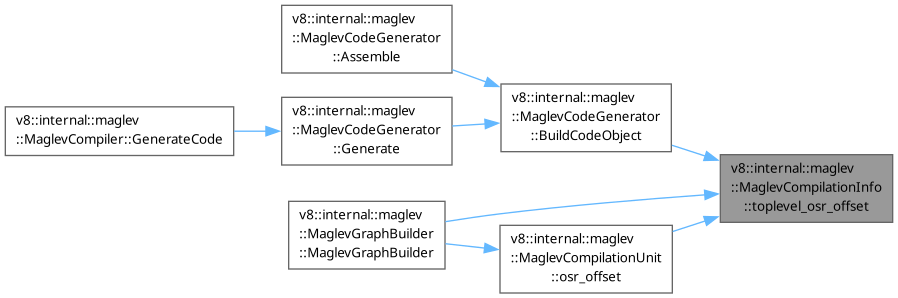 v8::internal::maglev
::MaglevCodeGenerator
::Assemble
v8::internal::maglev
::MaglevCompiler::GenerateCode
v8::internal::maglev
::MaglevCodeGenerator
::Generate
v8::internal::maglev
::MaglevCodeGenerator
::BuildCodeObject
v8::internal::maglev
::MaglevCompilationInfo
::toplevel_osr_offset
v8::internal::maglev
::MaglevGraphBuilder
::MaglevGraphBuilder
v8::internal::maglev
::MaglevCompilationUnit
::osr_offset